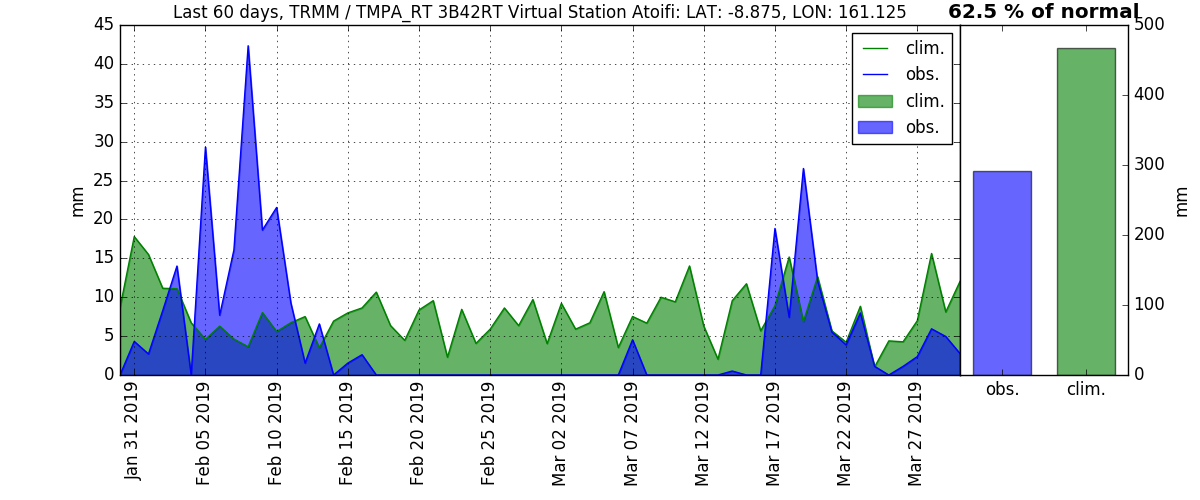 Last 60 days, TRMM / TMPA_RT 3B42RT Virtual Station Atoifi: LAT: -8.875, LON: 161.125
62.5 % of normal
45
40
35
30
25
20
15
10
5
0
mm
clim.
obs.
clim.
obs.
Jan 31 2019
Feb 05 2019
Feb 10 2019
Feb 15 2019
Feb 20 2019
Feb 25 2019
Mar 02 2019
Mar 07 2019
Mar 12 2019
Mar 17 2019
Mar 22 2019
Mar 27 2019
500
400
300
200
100
0
mm
obs.
clim.